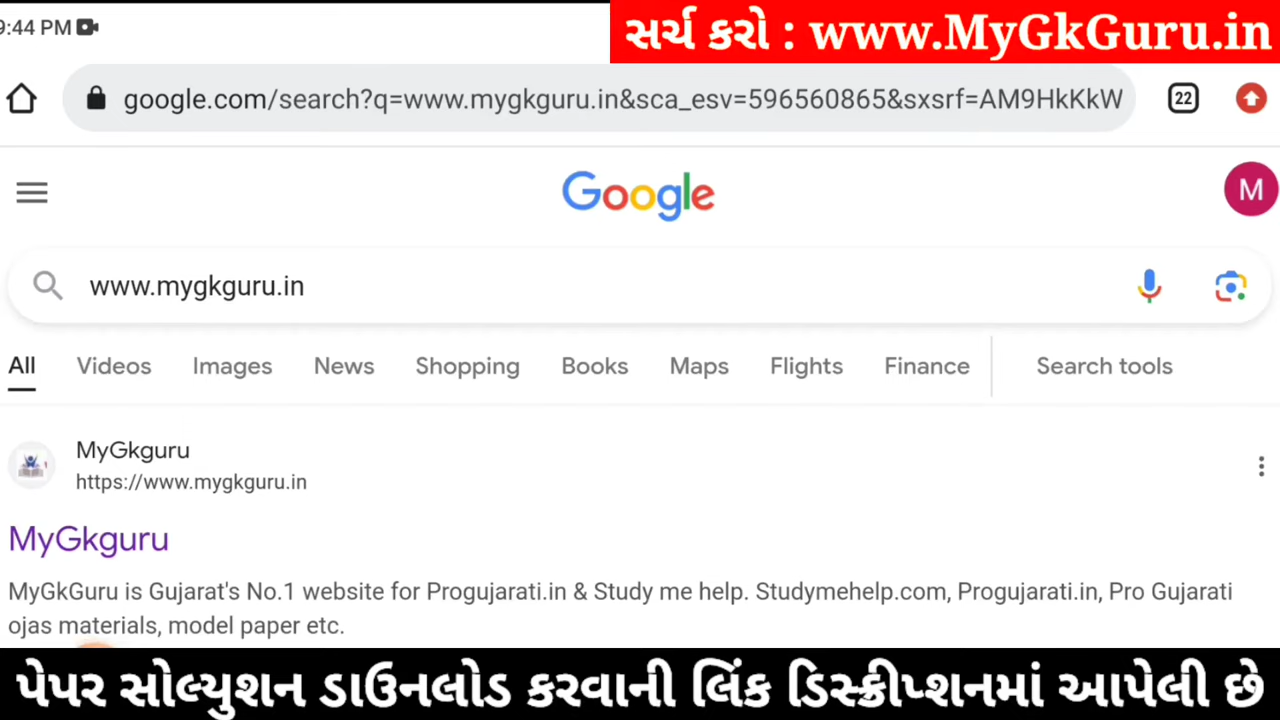 9:44 PM
સર્ચ કરો : www.MyGkGuru.in
google.com/search?q=www.mygkguru.in&sca_esv=596560865&sxsrf=AM9HkKkW
22
Google
M
www.mygkguru.in
All Videos Images News Shopping Books Maps Flights Finance Search tools
MyGkguru
https://www.mygkguru.in
MyGkguru
MyGkGuru is Gujarat's No.1 website for Progujarati.in & Study me help. Studymehelp.com, Progujarati.in, Pro Gujarati
ojas materials, model paper etc.
પેપર સોલ્યુશન ડાઉનલોડ કરવાની લિંક ડિસ્ક્રીપ્શનમાં આપેલી છે